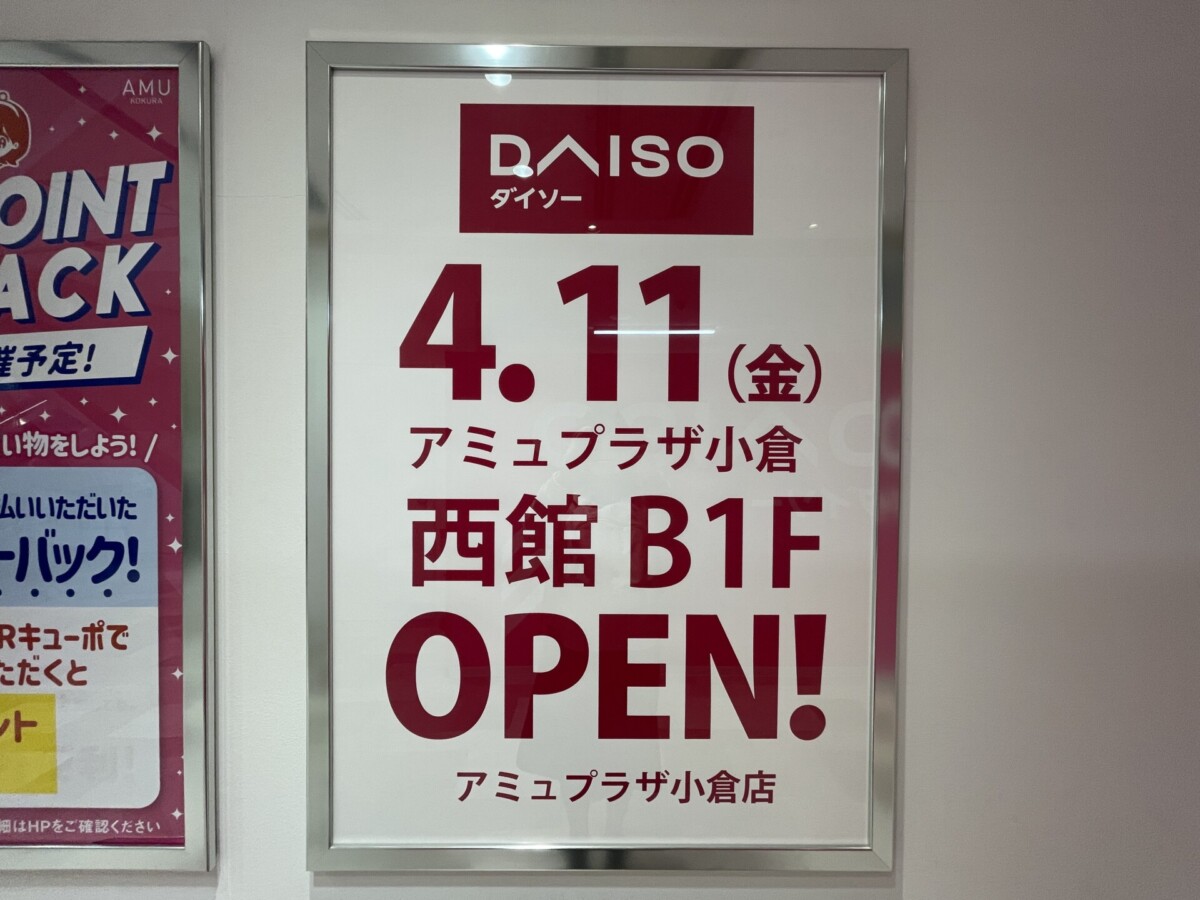 AMU
KOKURA
POINT
ACK
催予定!
い物をしよう!
払いいただいた
ーバック!
JRキューポで
ただくと
ント
細はHPをご確認ください
DAISO
ダイソー
4.11(金)
アミュプラザ小倉
西館 B1F
OPEN!
アミュプラザ小倉店